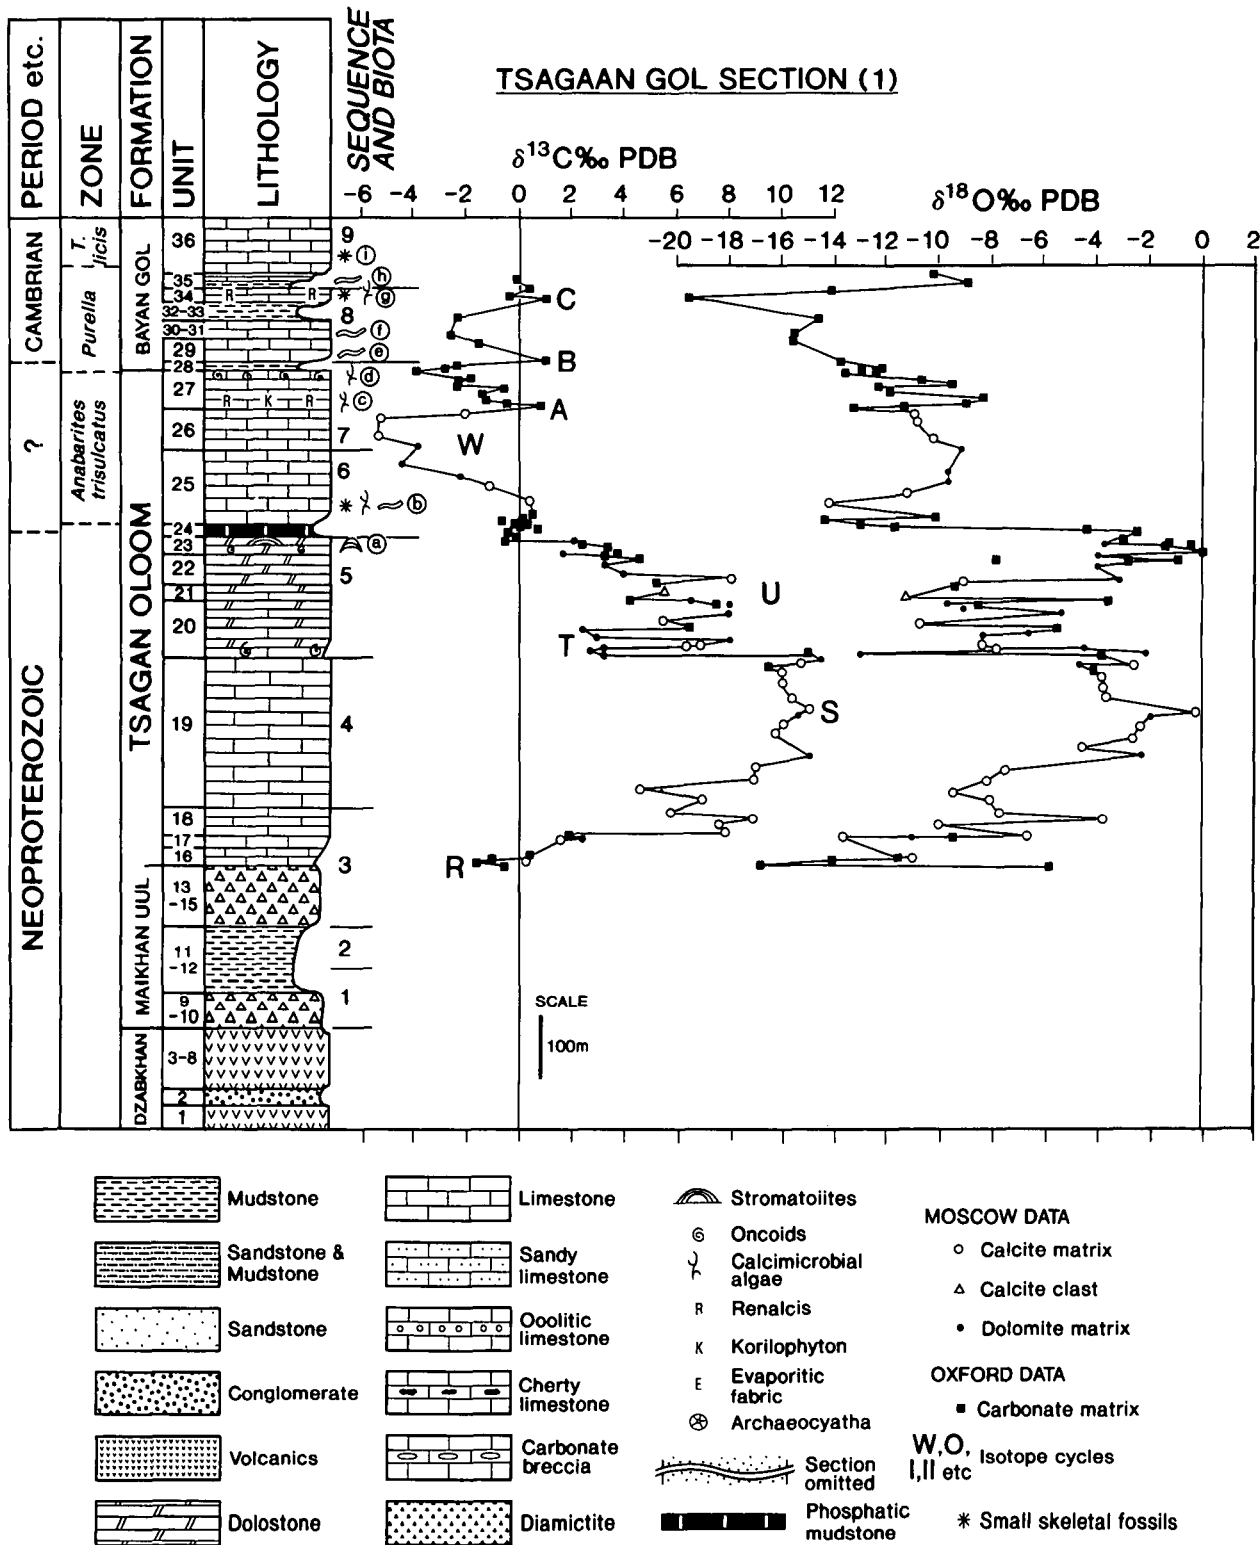 TSAGAAN GOL SECTION (1)
PERIOD etc.
ZONE
FORMATION
UNIT
LITHOLOGY
SEQUENCE
AND BIOTA
δ13C‰ PDB
-6 -4 -2 0 2 4 6 8 10 12 14
δ18O‰ PDB
-20 -18 -16 -14 -12 -10 -8 -6 -4 -2 0 2
CAMBRIAN
?
NEOPROTEROZOIC
T. licis
Purella
Anabarites
trisulcatus
BAYAN GOL
TSAGAN OLOOM
MAIKHAN UUL
DZABKHAN
36
35
34
32-33
30-31
29
28
27
26
25
24
23
22
21
20
19
18
17
16
13
-15
11
-12
9
-10
3-8
2
1
R R
R K R
9
i
h
g
8
f
e
d
c
7
6
b
a
5
4
3
2
1
C
B
A
W
U
T
S
R
SCALE
100m
Mudstone
Sandstone &
Mudstone
Sandstone
Conglomerate
Volcanics
Dolostone
Limestone
Sandy
limestone
Ooolitic
limestone
Cherty
limestone
Carbonate
breccia
Diamictite
Stromatoiites
Oncoids
Calcimicrobial
algae
R Renalcis
K Korilophyton
E Evaporitic
fabric
Archaeocyatha
Section
omitted
Phosphatic
mudstone
MOSCOW DATA
Calcite matrix
Calcite clast
Dolomite matrix
OXFORD DATA
Carbonate matrix
W,O,
I,II etc Isotope cycles
Small skeletal fossils